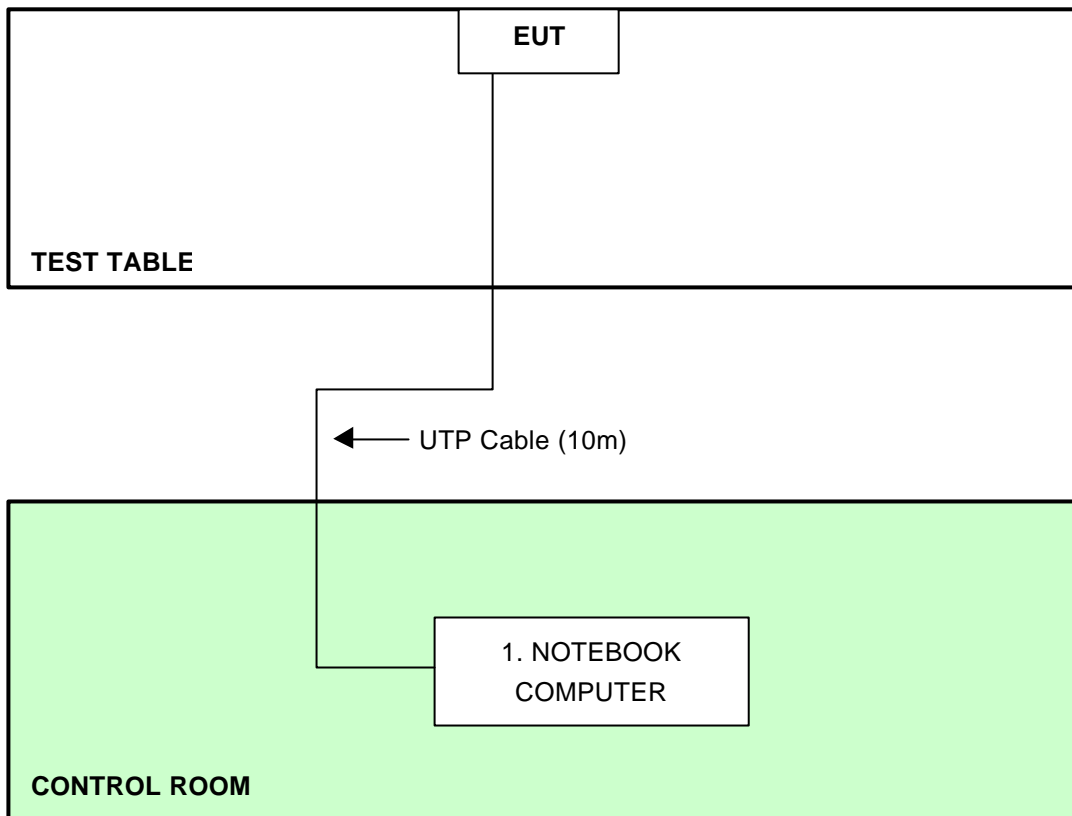 EUT
TEST TABLE
UTP Cable (10m)
1. NOTEBOOK
COMPUTER
CONTROL ROOM